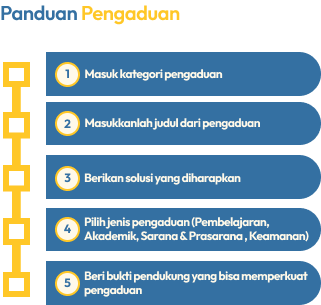 Panduan Pengaduan
1 Masuk kategori pengaduan
2 Masukkanlah judul dari pengaduan
3 Berikan solusi yang diharapkan
4 Pilih jenis pengaduan (Pembelajaran,
Akademik, Sarana & Prasarana , Keamanan)
5 Beri bukti pendukung yang bisa memperkuat
pengaduan